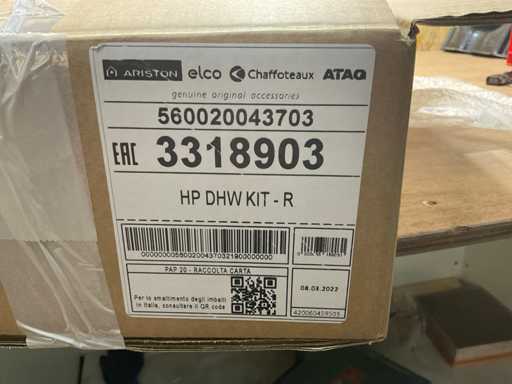 ARISTON elco Chaffoteaux ATAG
genuine original accessories
560020043703
EAC 3318903
HP DHW KIT - R
PAP 20 - RACCOLTA CARTA
Per lo smaltimento degli imballi
in Italia, consultare il QR code
08.03.2022